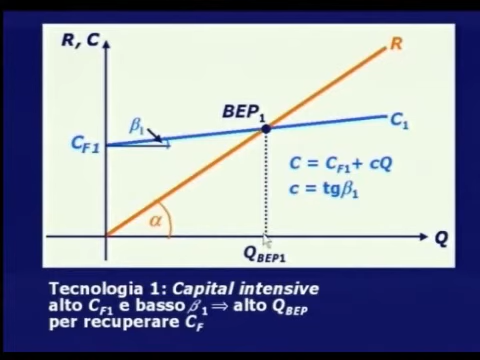 R, C
R
BEP1
β1
C1
CF1
C = CF1 + cQ
c = tgβ1
α
Q
QBEP1
Tecnologia 1: Capital intensive
alto CF1 e basso β1 ⇒ alto QBEP
per recuperare CF